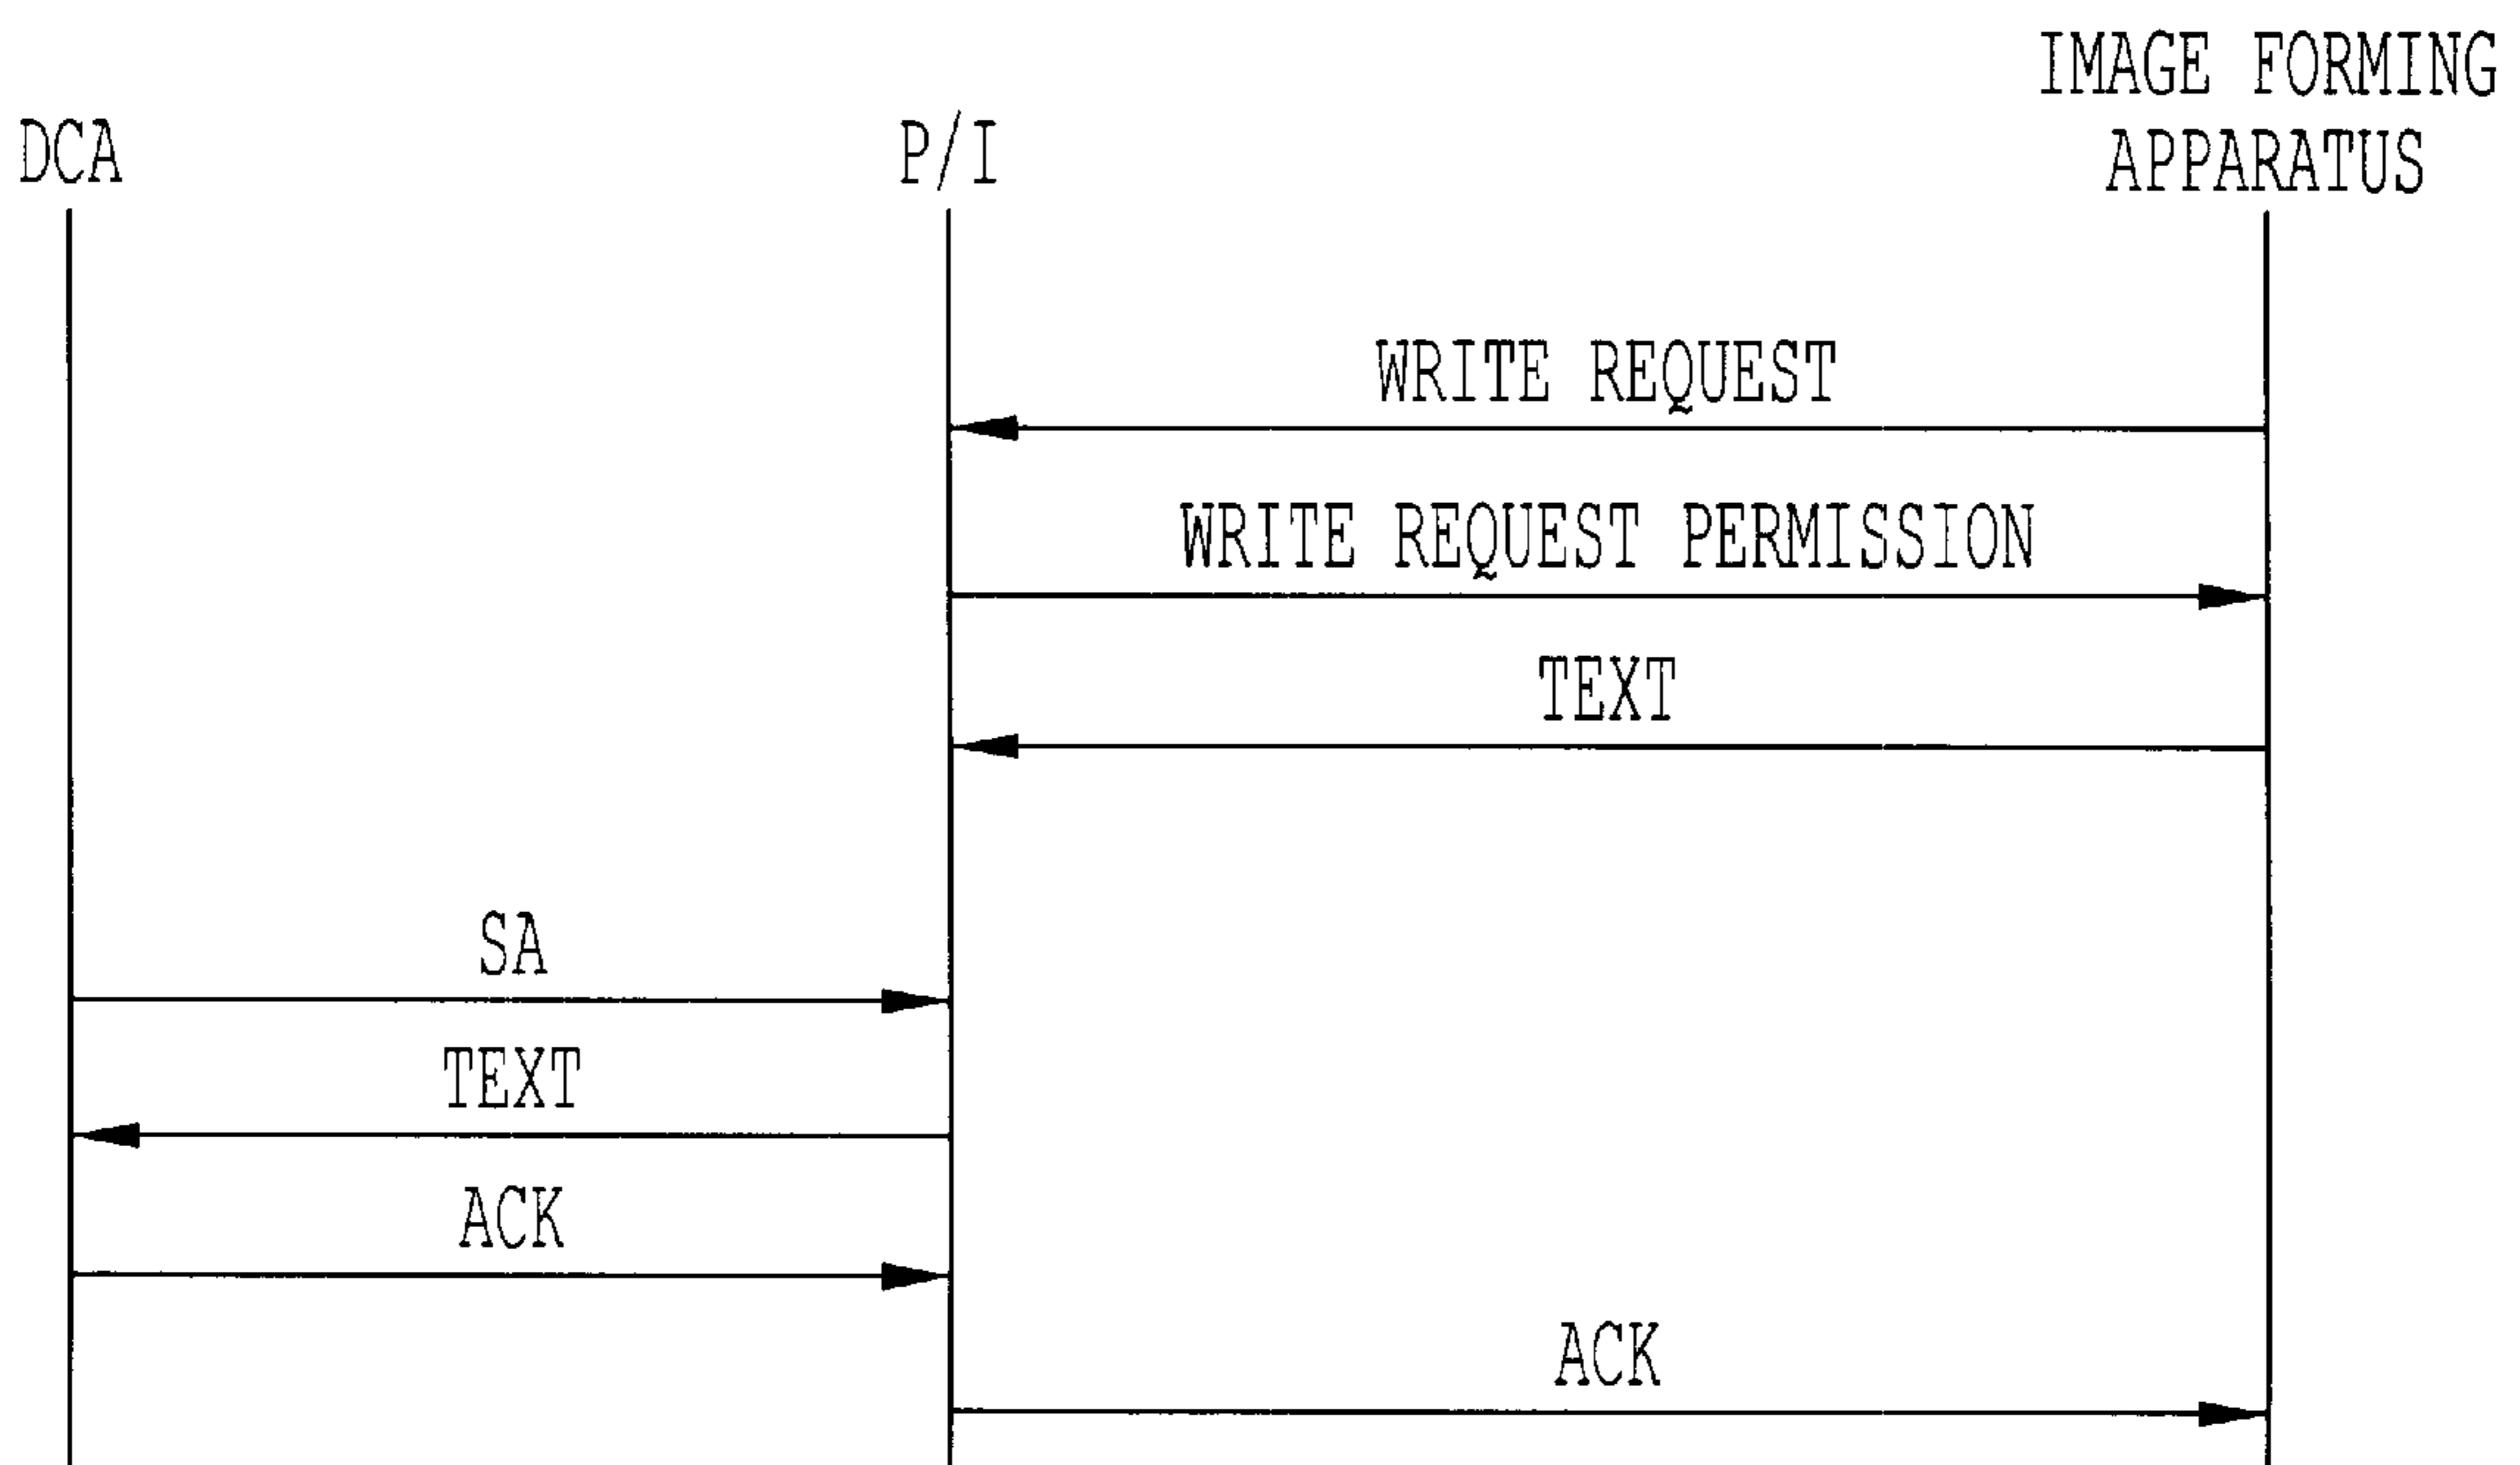 IMAGE FORMING
APPARATUS
DCA
P/I
WRITE REQUEST
WRITE REQUEST PERMISSION
TEXT
SA
TEXT
ACK
ACK